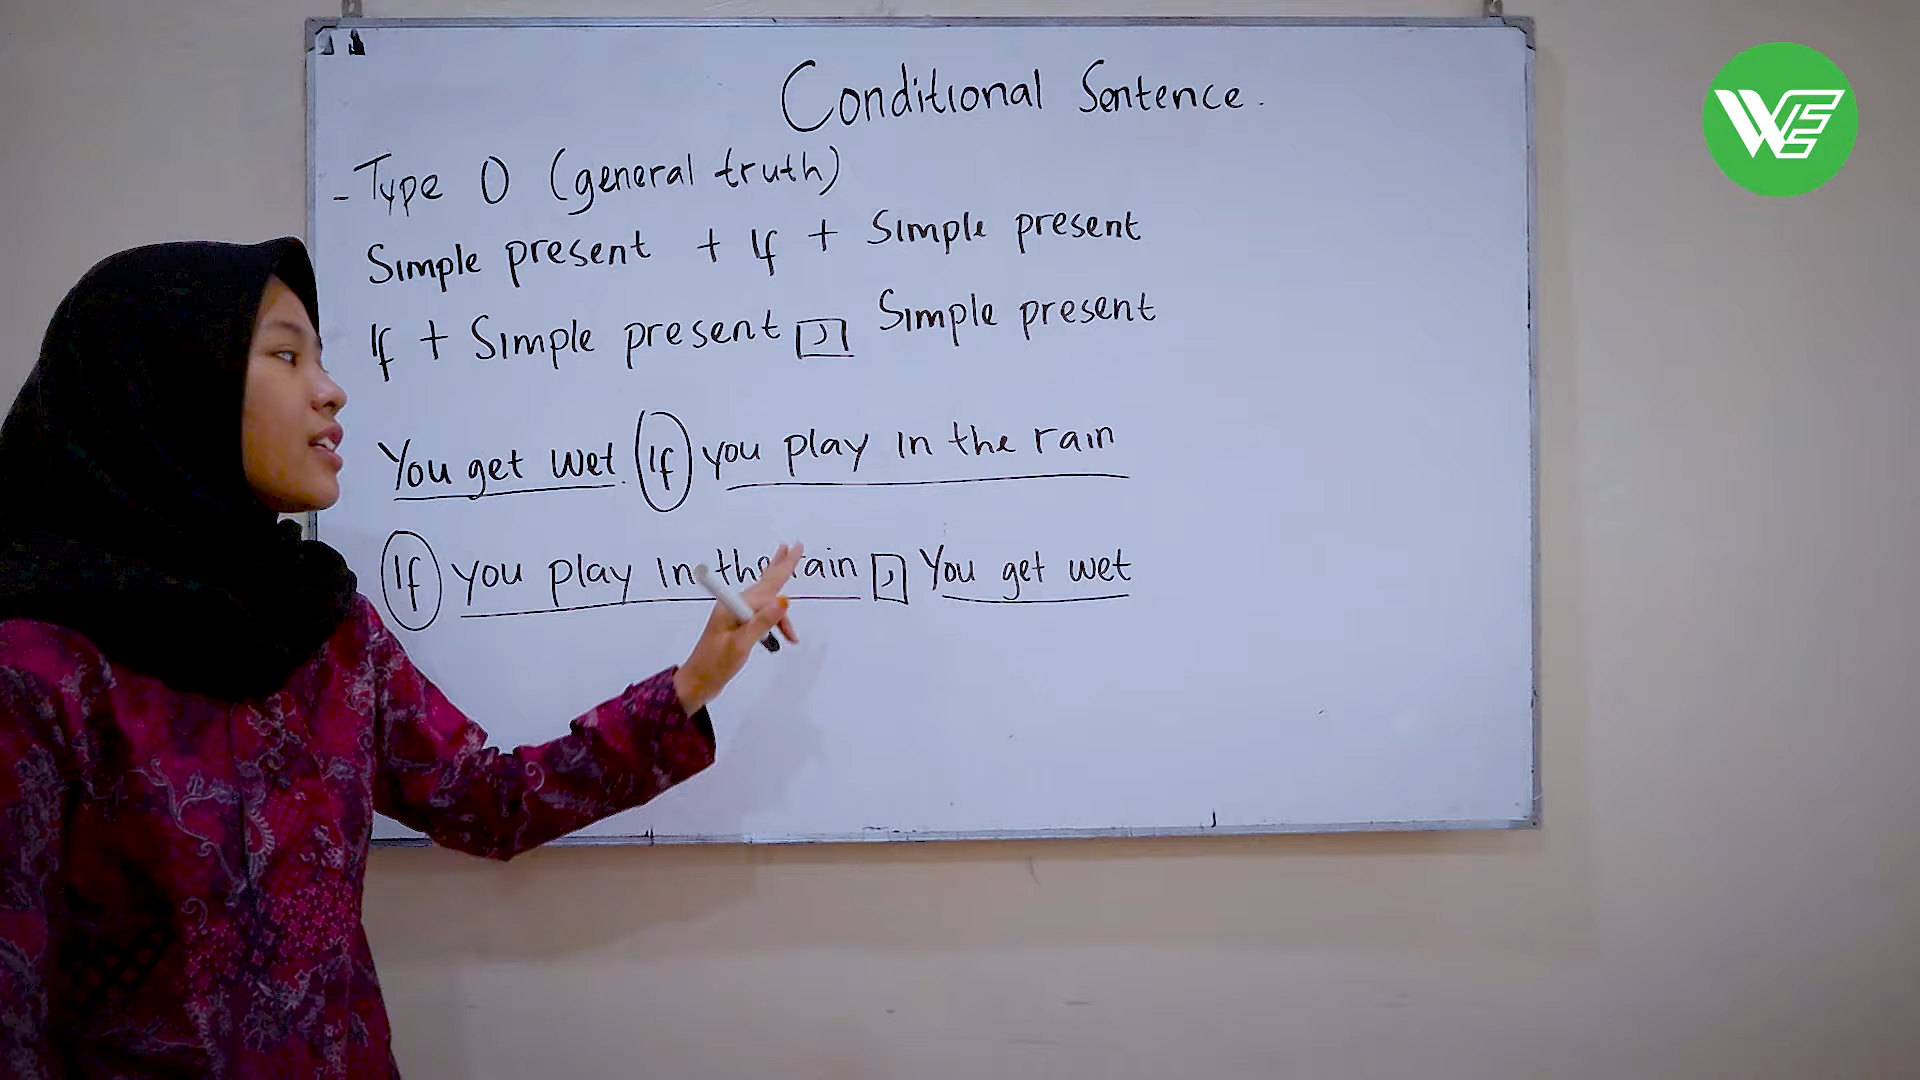 Conditional Sentence.
- Type 0 (general truth)
Simple present + If + Simple present
If + Simple present , Simple present
You get wet. If you play in the rain
If you play in the rain , You get wet